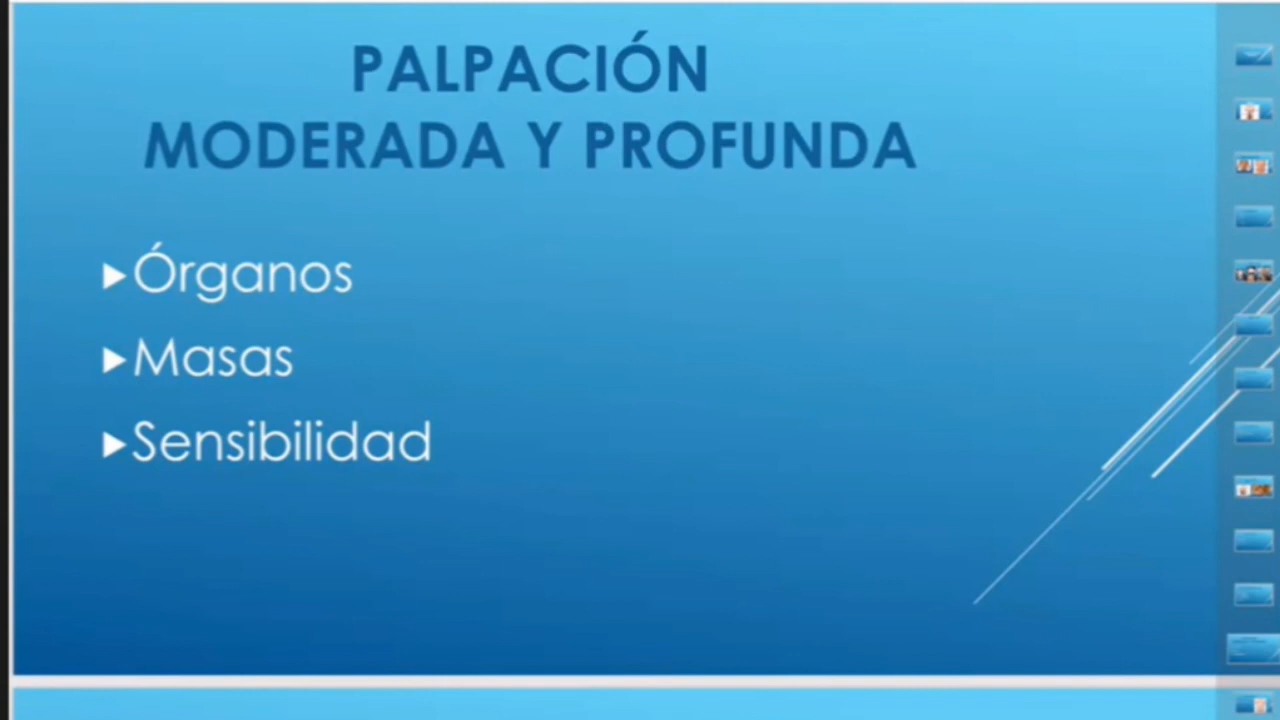 PALPACIÓN
MODERADA Y PROFUNDA
Órganos
Masas
Sensibilidad